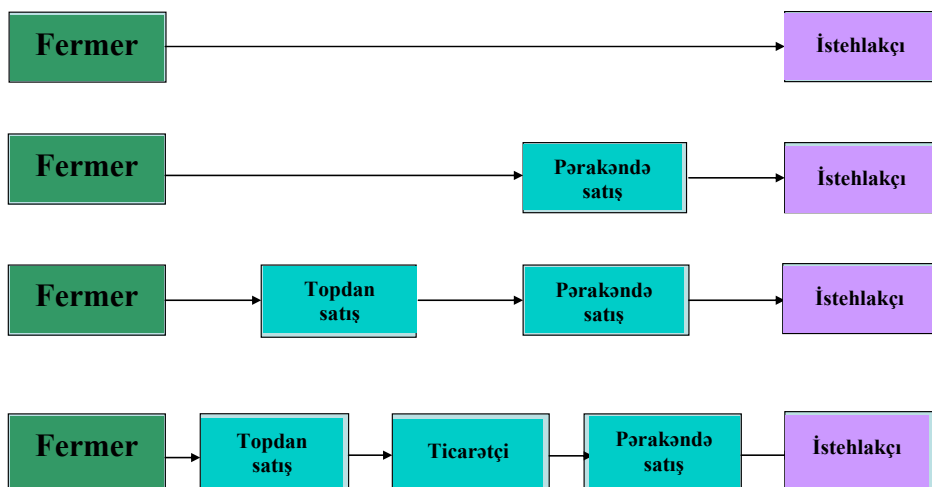 Fermer
İstehlakçı
Fermer
Pərakəndə
satış
İstehlakçı
Fermer
Topdan
satış
Pərakəndə
satış
İstehlakçı
Fermer
Topdan
satış
Ticarətçi
Pərakəndə
satış
İstehlakçı